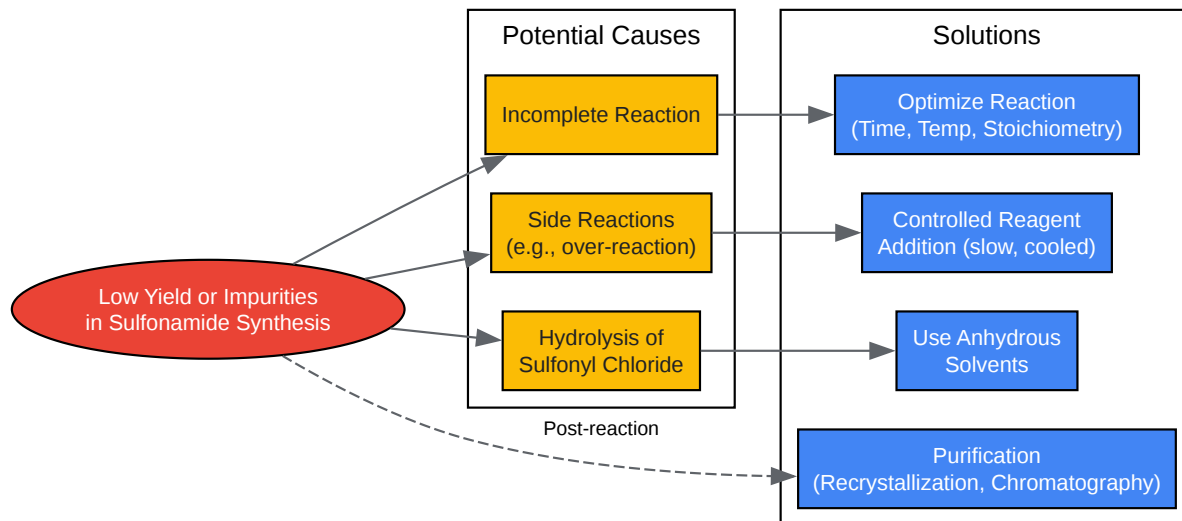 Potential Causes
Solutions
Incomplete Reaction
Optimize Reaction
(Time, Temp, Stoichiometry)
Side Reactions
(e.g., over-reaction)
Controlled Reagent
Addition (slow, cooled)
Low Yield or Impurities
in Sulfonamide Synthesis
Hydrolysis of
Sulfonyl Chloride
Use Anhydrous
Solvents
Post-reaction
Purification
(Recrystallization, Chromatography)